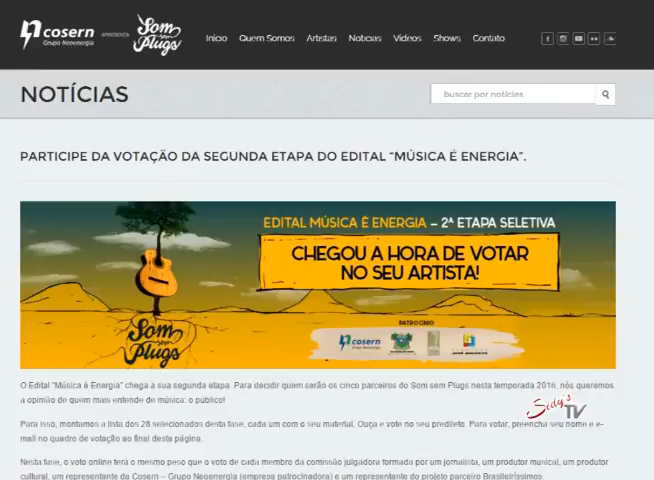 cosern
Grupo Neoenergia
APRESENTA
Som sem Plugs
Início Quem Somos Artistas Notícias Vídeos Shows Contato
NOTÍCIAS
buscar por notícias
PARTICIPE DA VOTAÇÃO DA SEGUNDA ETAPA DO EDITAL “MÚSICA É ENERGIA”.
EDITAL MÚSICA É ENERGIA – 2ª ETAPA SELETIVA
CHEGOU A HORA DE VOTAR
NO SEU ARTISTA!
Som sem Plugs
PATROCÍNIO
cosern
Grupo Neoenergia
O Edital “Música é Energia” chega à sua segunda etapa. Para decidir quem serão os cinco parceiros do Som sem Plugs nesta temporada 2016, nós queremos
a opinião de quem mais entende de música: o público!
Sidy's TV
Para isso, montamos a lista dos 28 selecionados desta fase, cada um com o seu material. Ouça e vote no seu predileto. Para votar, preencha seu nome e e-
mail no quadro de votação ao final desta página.
Nesta fase, o voto online terá o mesmo peso que o voto de cada membro da comissão julgadora formada por um jornalista, um produtor musical, um produtor
cultural, um representante da Cosern – Grupo Neoenergia (empresa patrocinadora) e um representante do projeto parceiro Brasileiríssimos.